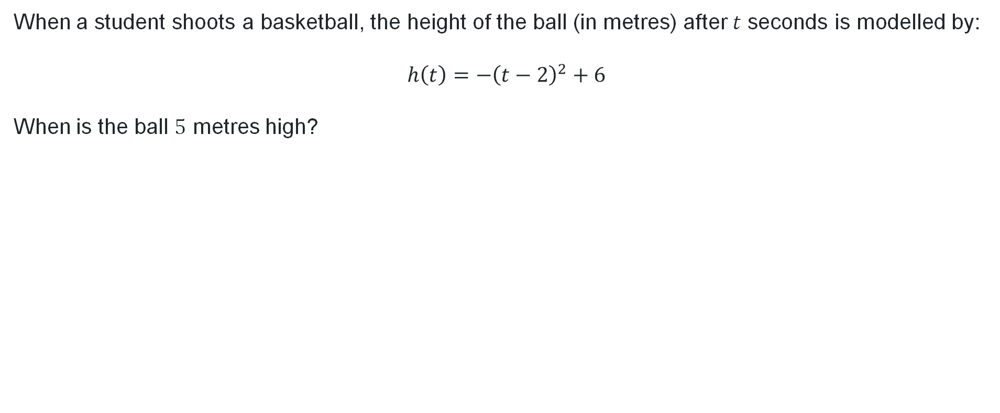 When a student shoots a basketball, the height of the ball (in metres) after t seconds is modelled by:
h(t) = −(t − 2)² + 6
When is the ball 5 metres high?